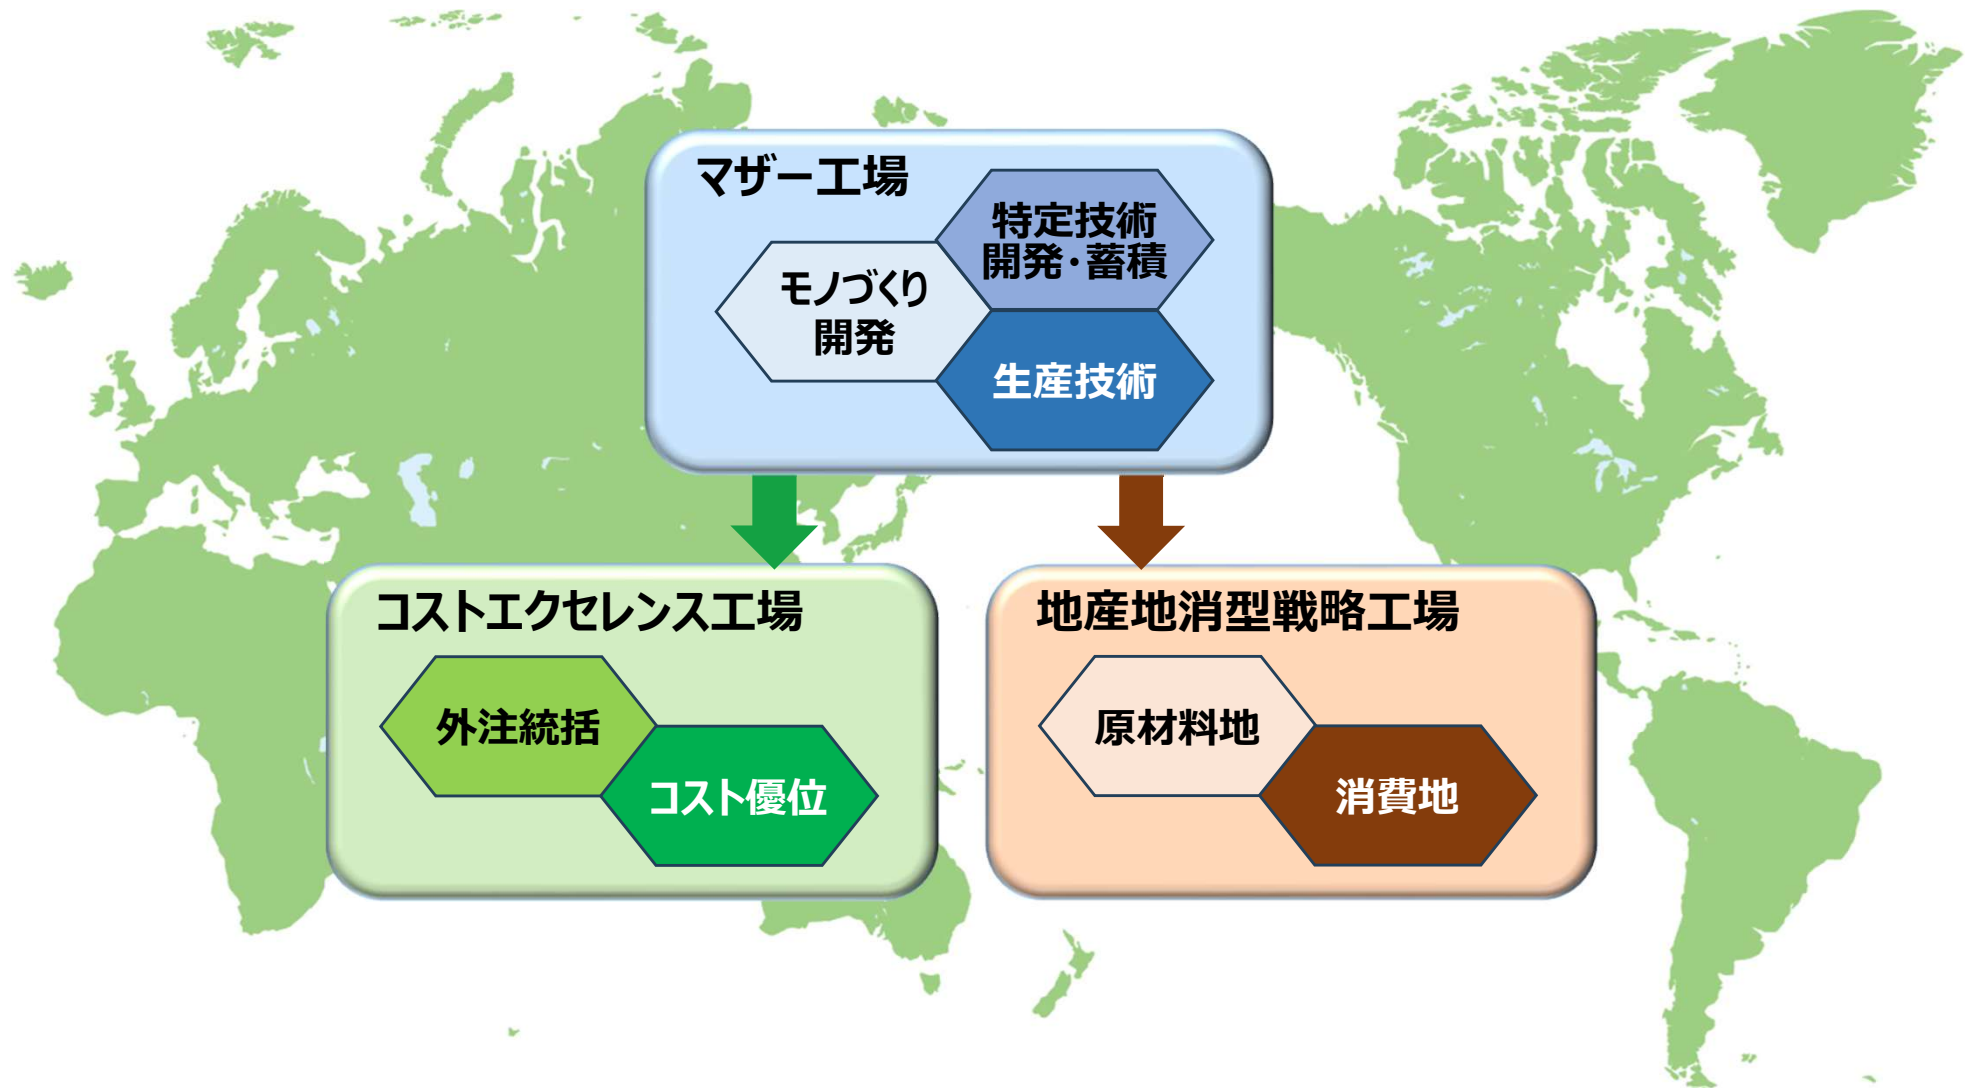 マザー工場
特定技術
開発・蓄積
モノづくり
開発
生産技術
コストエクセレンス工場
外注統括
コスト優位
地産地消型戦略工場
原材料地
消費地